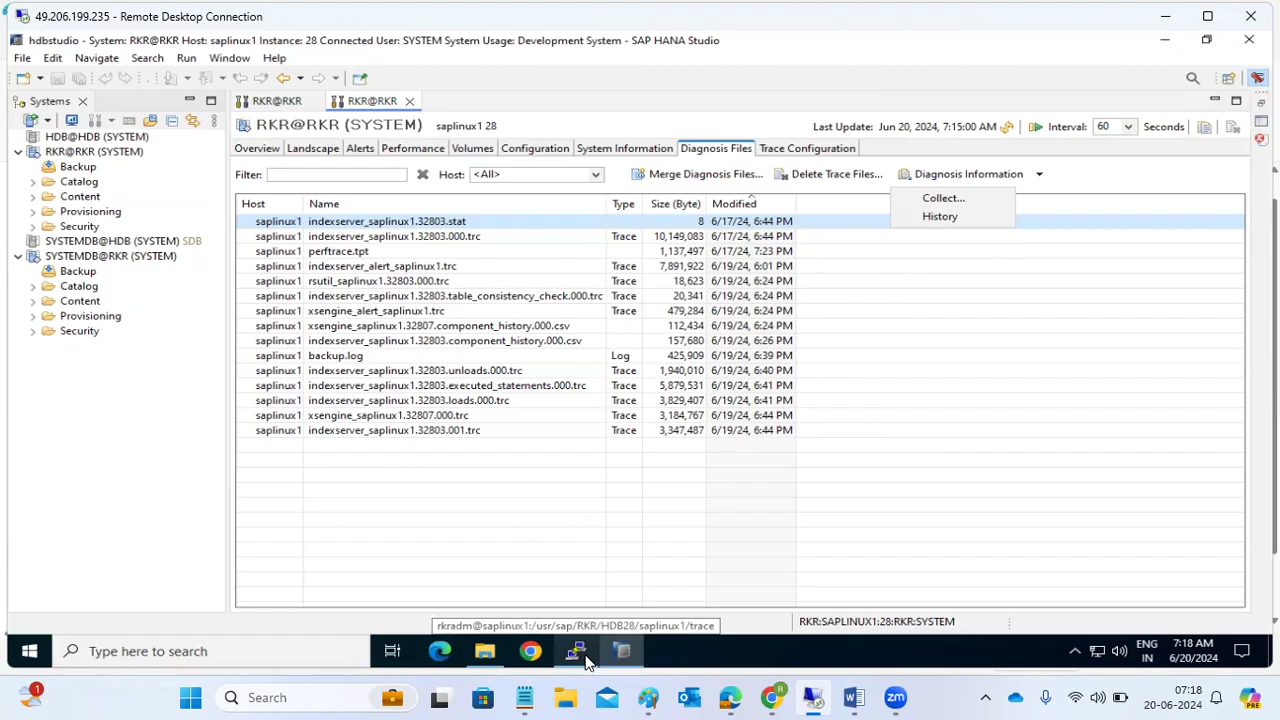 49.206.199.235 - Remote Desktop Connection
hdbstudio - System: RKR@RKR Host: saplinux1 Instance: 28 Connected User: SYSTEM System Usage: Development System - SAP HANA Studio
File Edit Navigate Search Run Window Help
Systems
RKR@RKR
RKR@RKR
HDB@HDB (SYSTEM)
RKR@RKR (SYSTEM)
Backup
Catalog
Content
Provisioning
Security
SYSTEMDB@HDB (SYSTEM) SDB
SYSTEMDB@RKR (SYSTEM)
Backup
Catalog
Content
Provisioning
Security
RKR@RKR (SYSTEM) saplinux1 28
Last Update: Jun 20, 2024, 7:15:00 AM Interval: 60 Seconds
Overview Landscape Alerts Performance Volumes Configuration System Information Diagnosis Files Trace Configuration
Filter: Host: <All> Merge Diagnosis Files... Delete Trace Files... Diagnosis Information
Collect...
History
Host Name Type Size (Byte) Modified
saplinux1 indexserver_saplinux1.32803.stat 8 6/17/24, 6:44 PM
saplinux1 indexserver_saplinux1.32803.000.trc Trace 10,149,083 6/17/24, 6:44 PM
saplinux1 perftrace.tpt 1,137,497 6/17/24, 7:23 PM
saplinux1 indexserver_alert_saplinux1.trc Trace 7,891,922 6/19/24, 6:01 PM
saplinux1 rsutil_saplinux1.32803.000.trc Trace 18,623 6/19/24, 6:24 PM
saplinux1 indexserver_saplinux1.32803.table_consistency_check.000.trc Trace 20,341 6/19/24, 6:24 PM
saplinux1 xsengine_alert_saplinux1.trc Trace 479,284 6/19/24, 6:24 PM
saplinux1 xsengine_saplinux1.32807.component_history.000.csv 112,434 6/19/24, 6:24 PM
saplinux1 indexserver_saplinux1.32803.component_history.000.csv 157,680 6/19/24, 6:26 PM
saplinux1 backup.log Log 425,909 6/19/24, 6:39 PM
saplinux1 indexserver_saplinux1.32803.unloads.000.trc Trace 1,940,010 6/19/24, 6:40 PM
saplinux1 indexserver_saplinux1.32803.executed_statements.000.trc Trace 5,879,531 6/19/24, 6:41 PM
saplinux1 indexserver_saplinux1.32803.loads.000.trc Trace 3,829,407 6/19/24, 6:41 PM
saplinux1 xsengine_saplinux1.32807.000.trc Trace 3,184,767 6/19/24, 6:44 PM
saplinux1 indexserver_saplinux1.32803.001.trc Trace 3,347,487 6/19/24, 6:44 PM
rkradm@saplinux1:/usr/sap/RKR/HDB28/saplinux1/trace
RKR:SAPLINUX1:28:RKR:SYSTEM
Type here to search
ENG
IN
7:18 AM
6/20/2024
1
Search
zm
07:18
20-06-2024
PRE